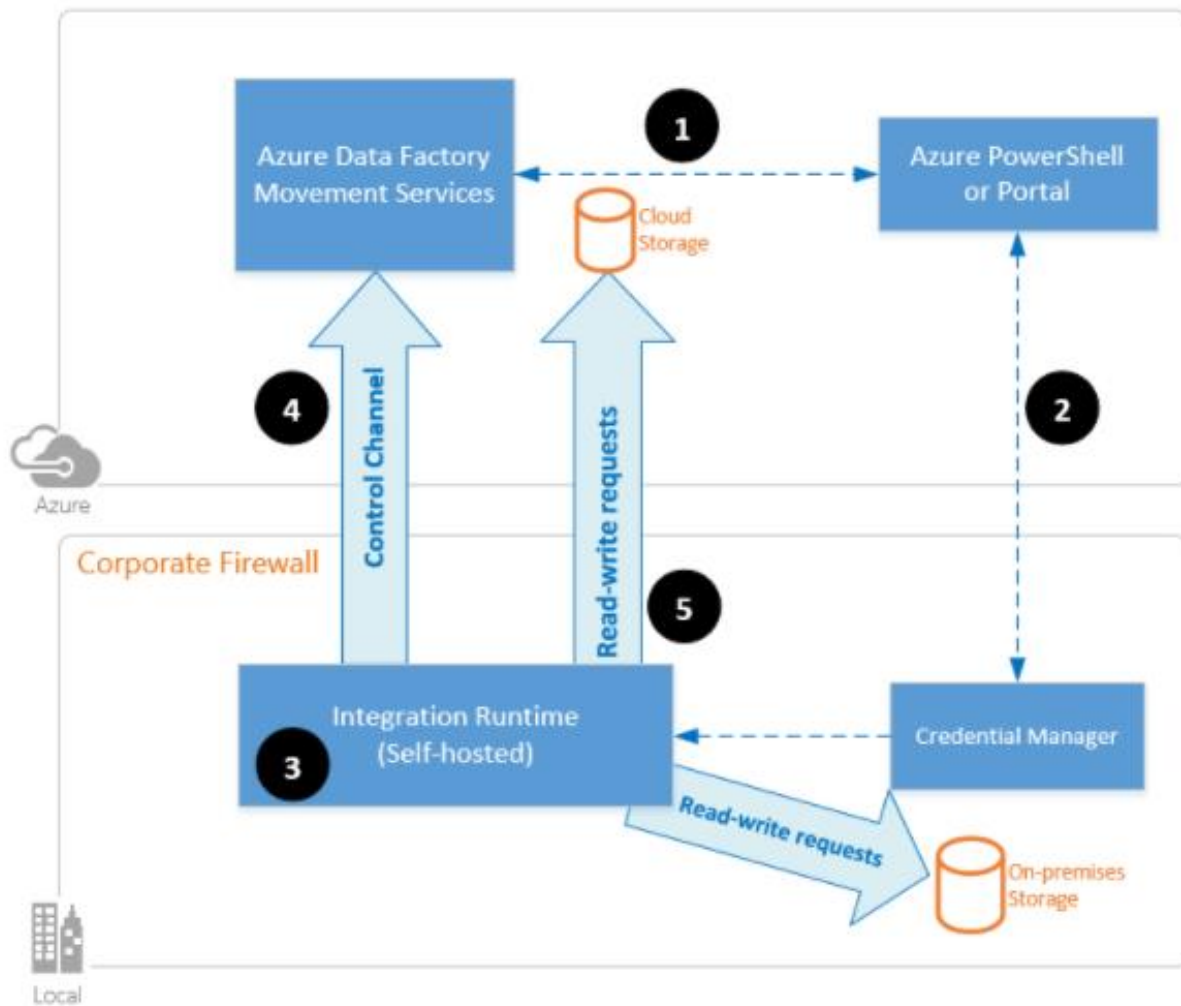 Azure Data Factory
Movement Services
1
Azure PowerShell
or Portal
Cloud
Storage
4
Control Channel
Read-write requests
2
Azure
Corporate Firewall
5
Integration Runtime
(Self-hosted)
3
Credential Manager
Read-write requests
On-premises
Storage
Local